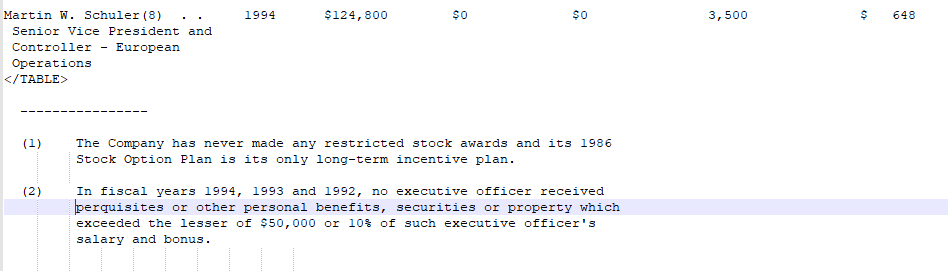 Martin W. Schuler(8) . . 1994 $124,800 $0 $0 3,500 $ 648
Senior Vice President and
Controller - European
Operations
</TABLE>
----------------
(1) The Company has never made any restricted stock awards and its 1986
Stock Option Plan is its only long-term incentive plan.
(2) In fiscal years 1994, 1993 and 1992, no executive officer received
perquisites or other personal benefits, securities or property which
exceeded the lesser of $50,000 or 10% of such executive officer's
salary and bonus.